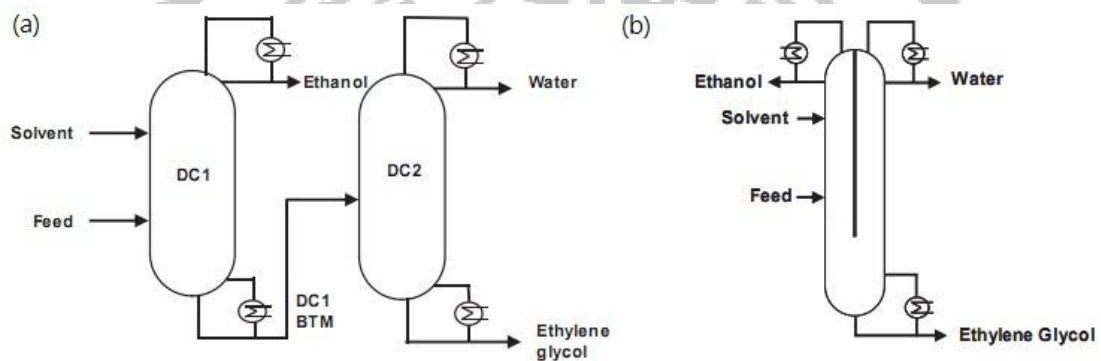 (a)
Ethanol
Solvent
DC1
Feed
DC1
BTM
Water
DC2
Ethylene
glycol
(b)
Ethanol
Water
Solvent
Feed
Ethylene Glycol